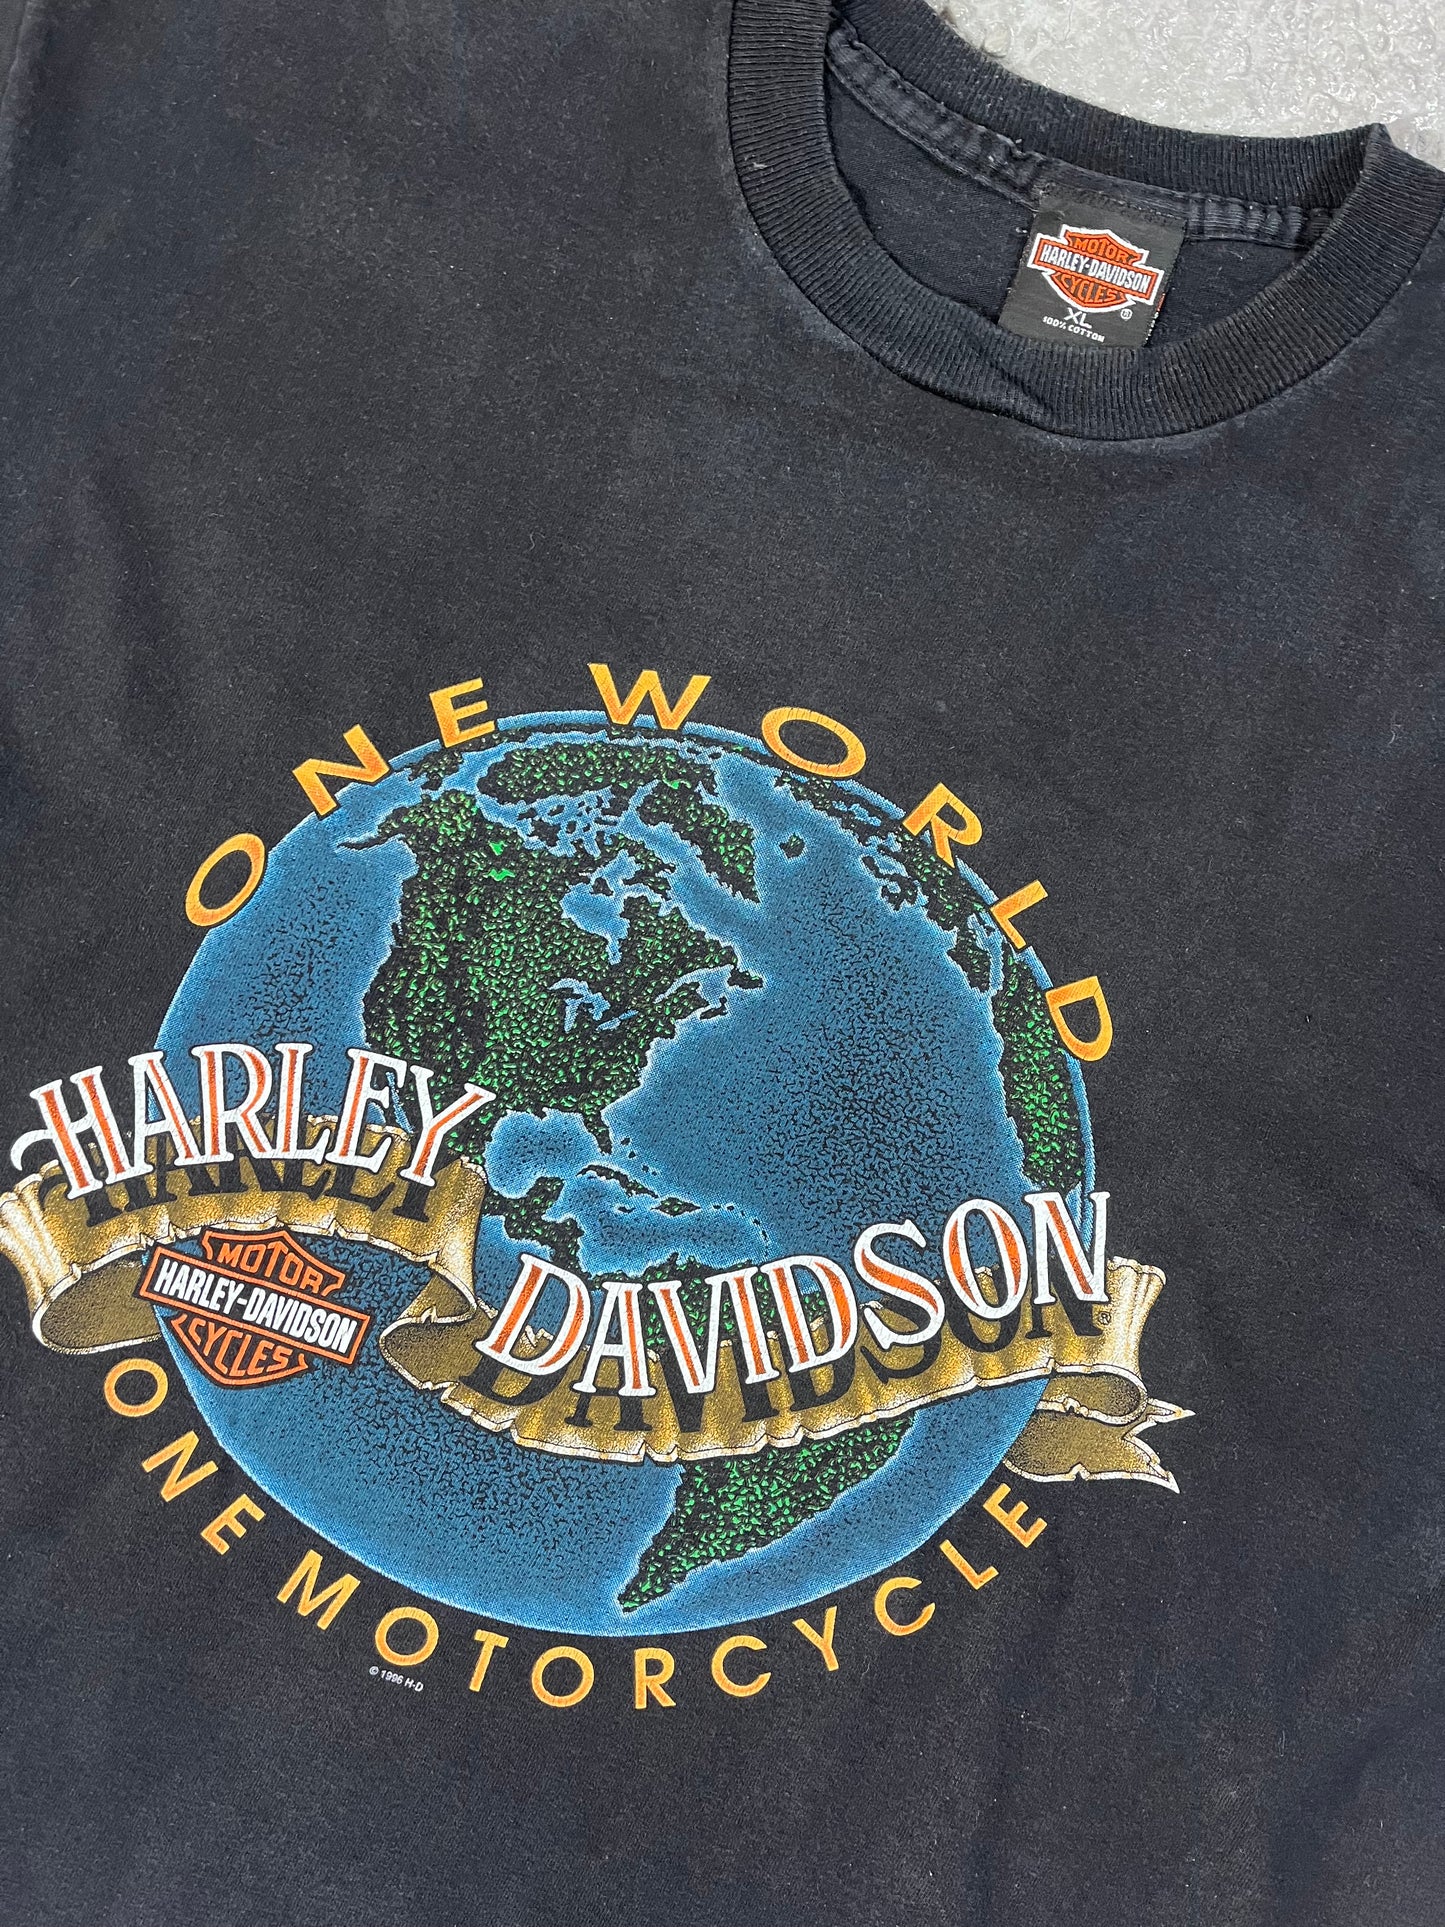 MOTOR
HARLEY-DAVIDSON
CYCLES
®
XL
100% COTTON
ONE WORLD
HARLEY
DAVIDSON
®
MOTOR
HARLEY-DAVIDSON
CYCLES
ONE MOTORCYCLE
© 1996 H-D